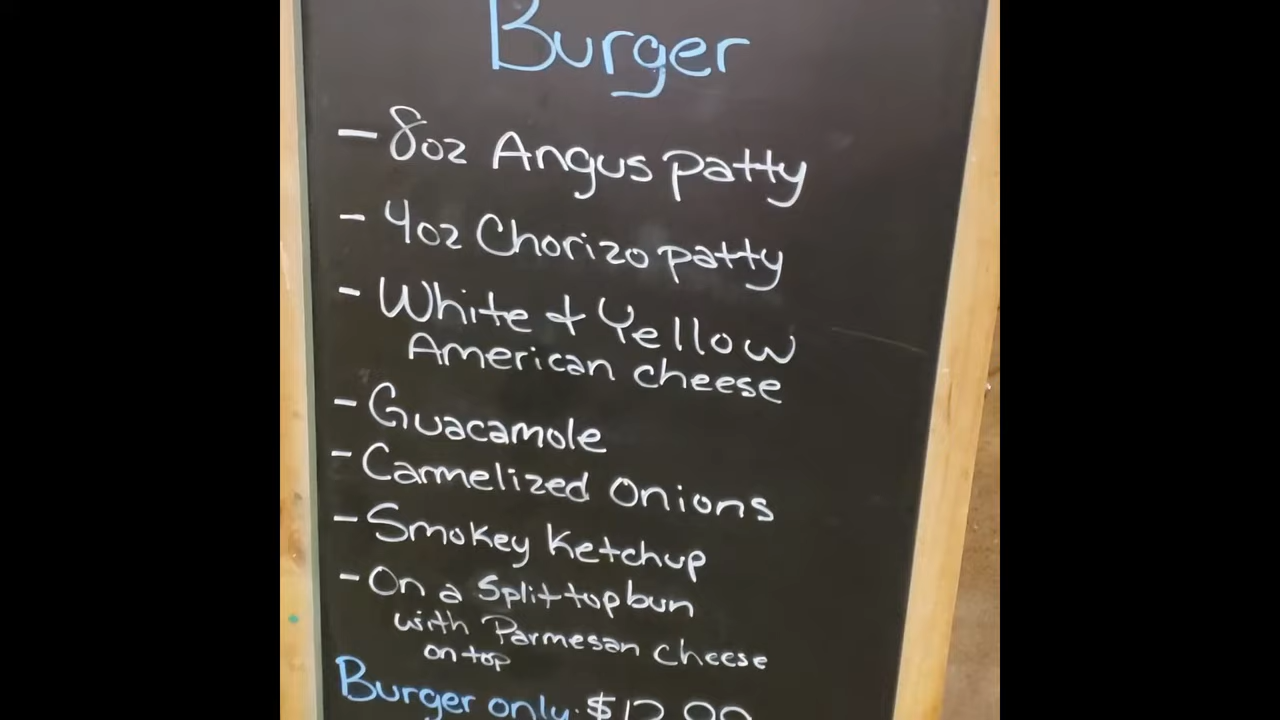 Burger
- 8oz Angus patty
- 4oz Chorizo patty
- White & Yellow
American cheese
- Guacamole
- Carmelized Onions
- Smokey Ketchup
- On a Split top bun
with Parmesan cheese
on top
Burger only: